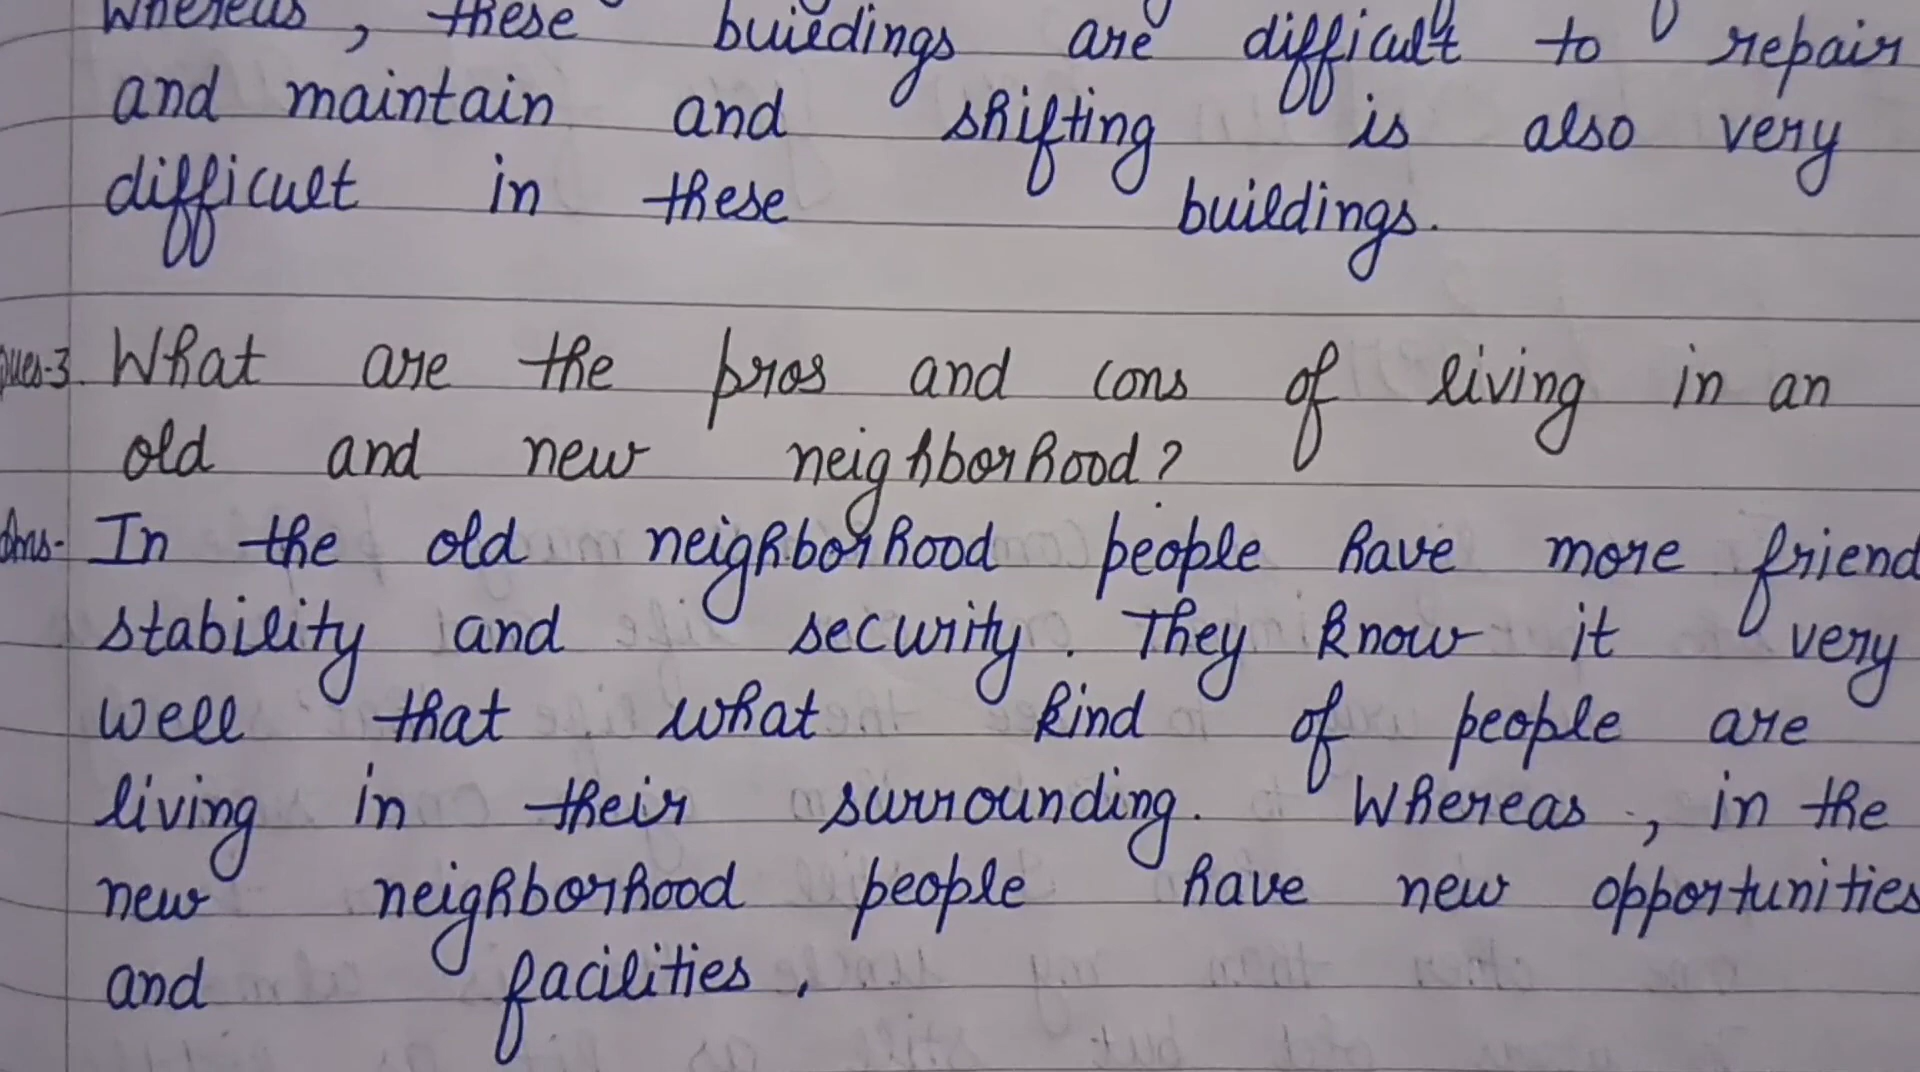 Whereas, these buildings are difficult to repair
and maintain and shifting is also very
difficult in these buildings.
Ques-3. What are the pros and cons of living in an
old and new neighborhood?
Ans- In the old neighborhood people have more friend
stability and security. They know it very
well that what kind of people are
living in their surrounding. Whereas, in the
new neighborhood people have new opportunities
and facilities.